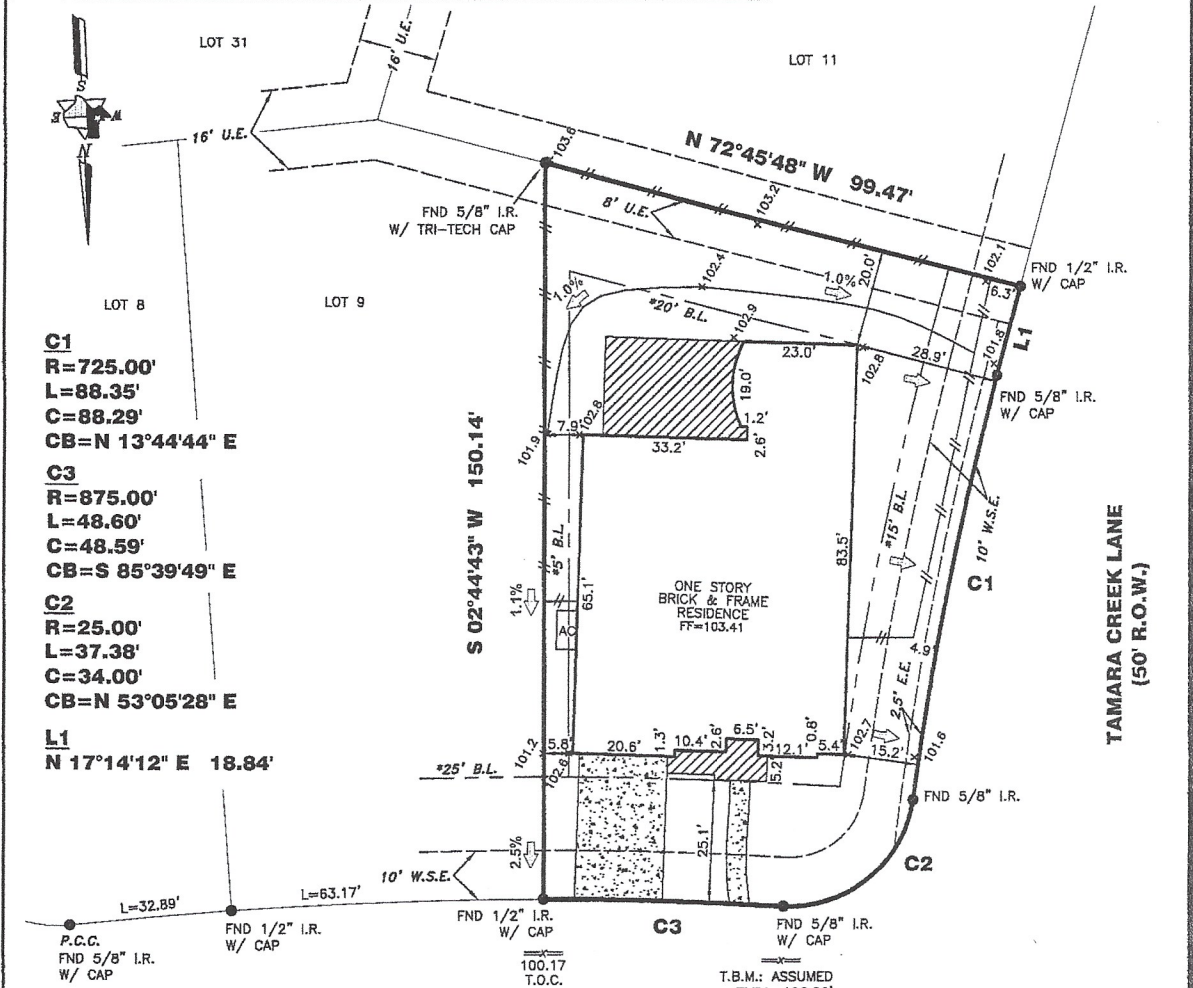 LOT 31
16' U.E.
LOT 11
S
W
N
16' U.E.
N 72°45'48" W 99.47'
103.6
FND 5/8" I.R.
W/ TRI-TECH CAP
8' U.E.
103.2
102.1
FND 1/2" I.R.
W/ CAP
6.3'
L1
101.8
LOT 8
LOT 9
1.0%
102.4
1.0%
20.0'
*20' B.L.
102.9
23.0'
102.8
28.9'
FND 5/8" I.R.
W/ CAP
C1
R=725.00'
L=88.35'
C=88.29'
CB=N 13°44'44" E
C3
R=875.00'
L=48.60'
C=48.59'
CB=S 85°39'49" E
C2
R=25.00'
L=37.38'
C=34.00'
CB=N 53°05'28" E
L1
N 17°14'12" E 18.84'
19.0'
1.2'
2.6'
102.8
7.9'
101.9
33.2'
S 02°44'43" W 150.14'
*5' B.L.
65.1'
1.1%
AC
83.5'
ONE STORY
BRICK & FRAME
RESIDENCE
FF=103.41
*15' B.L.
10' W.S.E.
C1
4.9'
2.5' E.E.
TAMARA CREEK LANE
(50' R.O.W.)
101.2
5.8'
102.6
20.6'
1.3'
10.4'
2.6'
6.5'
3.2'
12.1'
0.8'
5.4'
102.7
15.2'
101.6
5.2'
*25' B.L.
FND 5/8" I.R.
25.1'
2.5%
10' W.S.E.
C2
L=32.89'
L=63.17'
P.C.C.
FND 5/8" I.R.
W/ CAP
FND 1/2" I.R.
W/ CAP
FND 1/2" I.R.
W/ CAP
C3
FND 5/8" I.R.
W/ CAP
100.17
T.O.C.
T.B.M.: ASSUMED